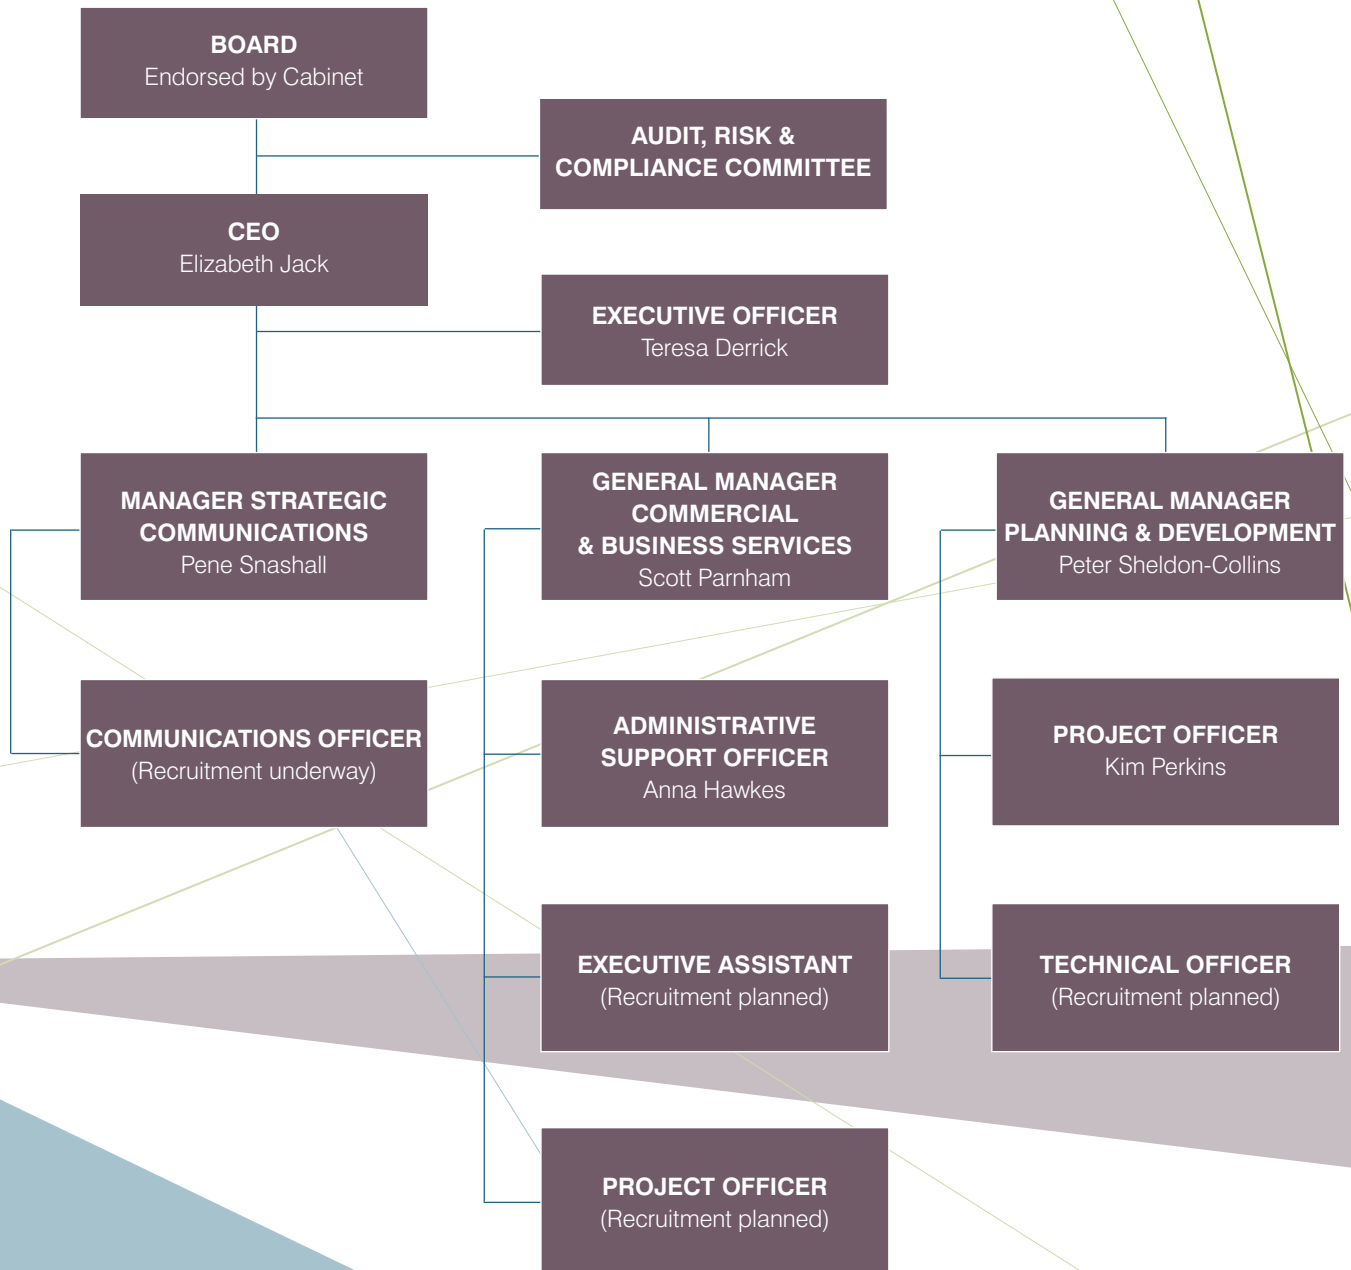 BOARD
Endorsed by Cabinet
AUDIT, RISK &
COMPLIANCE COMMITTEE
CEO
Elizabeth Jack
EXECUTIVE OFFICER
Teresa Derrick
MANAGER STRATEGIC
COMMUNICATIONS
Pene Snashall
GENERAL MANAGER
COMMERCIAL
& BUSINESS SERVICES
Scott Parnham
GENERAL MANAGER
PLANNING & DEVELOPMENT
Peter Sheldon-Collins
COMMUNICATIONS OFFICER
(Recruitment underway)
ADMINISTRATIVE
SUPPORT OFFICER
Anna Hawkes
PROJECT OFFICER
Kim Perkins
EXECUTIVE ASSISTANT
(Recruitment planned)
TECHNICAL OFFICER
(Recruitment planned)
PROJECT OFFICER
(Recruitment planned)